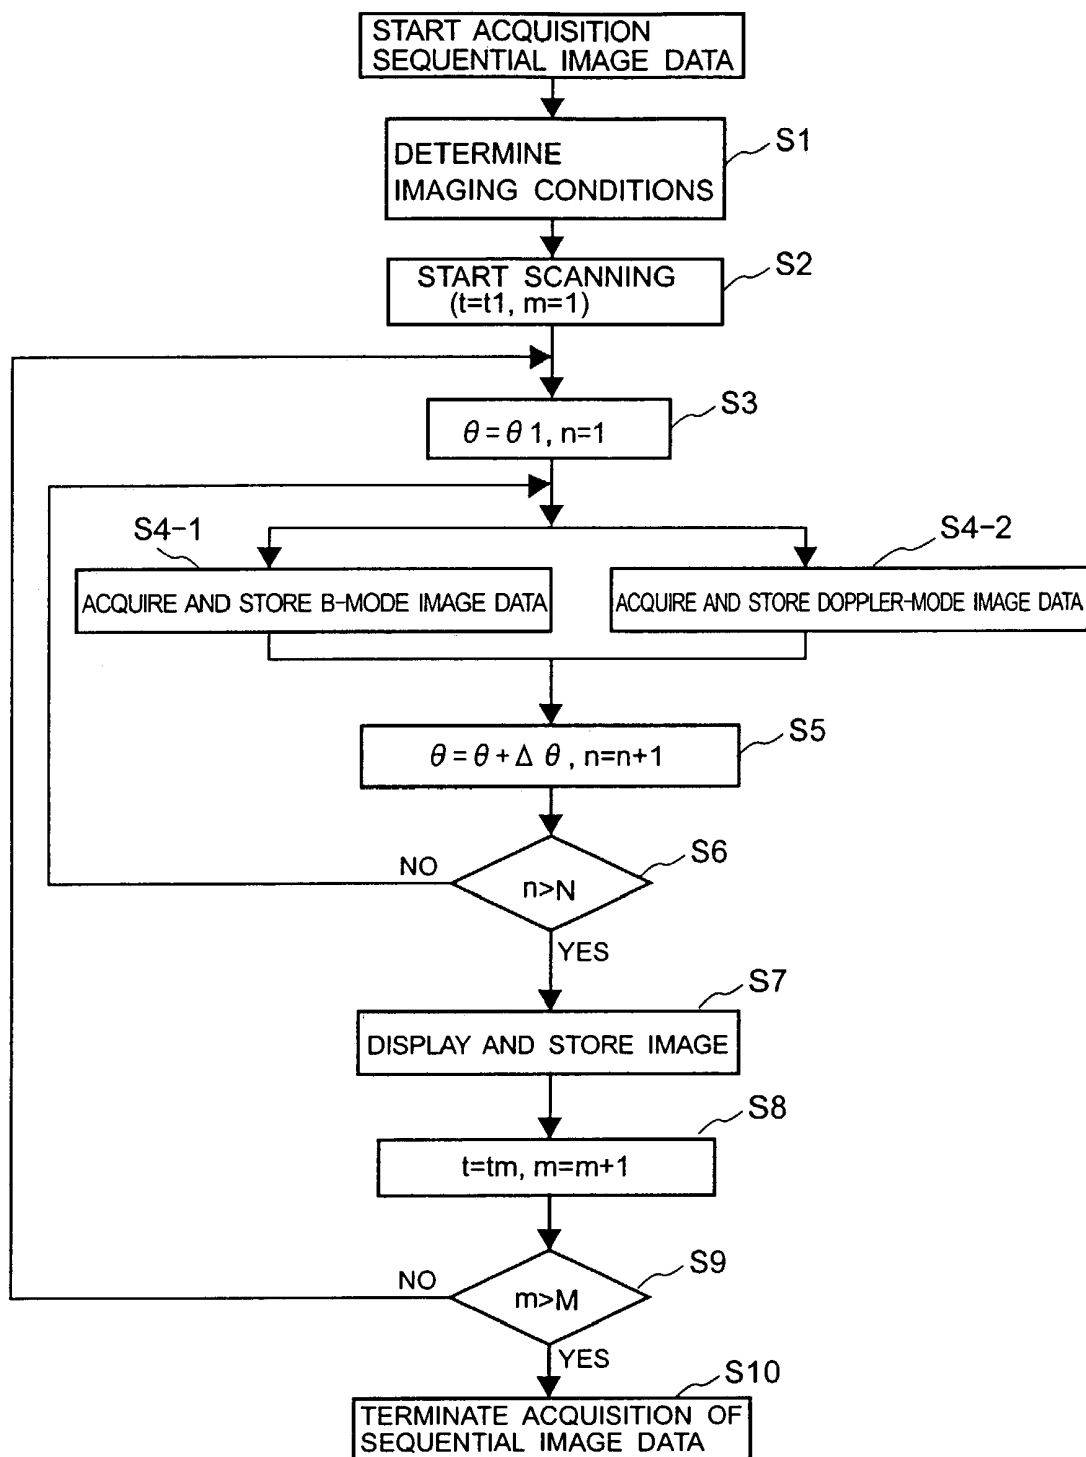 START ACQUISITION
SEQUENTIAL IMAGE DATA
S1
DETERMINE
IMAGING CONDITIONS
S2
START SCANNING
(t=t1, m=1)
S3
θ=θ1, n=1
S4-1
S4-2
ACQUIRE AND STORE B-MODE IMAGE DATA
ACQUIRE AND STORE DOPPLER-MODE IMAGE DATA
S5
θ=θ+Δθ, n=n+1
S6
NO
n>N
YES
S7
DISPLAY AND STORE IMAGE
S8
t=tm, m=m+1
S9
NO
m>M
YES
S10
TERMINATE ACQUISITION OF
SEQUENTIAL IMAGE DATA